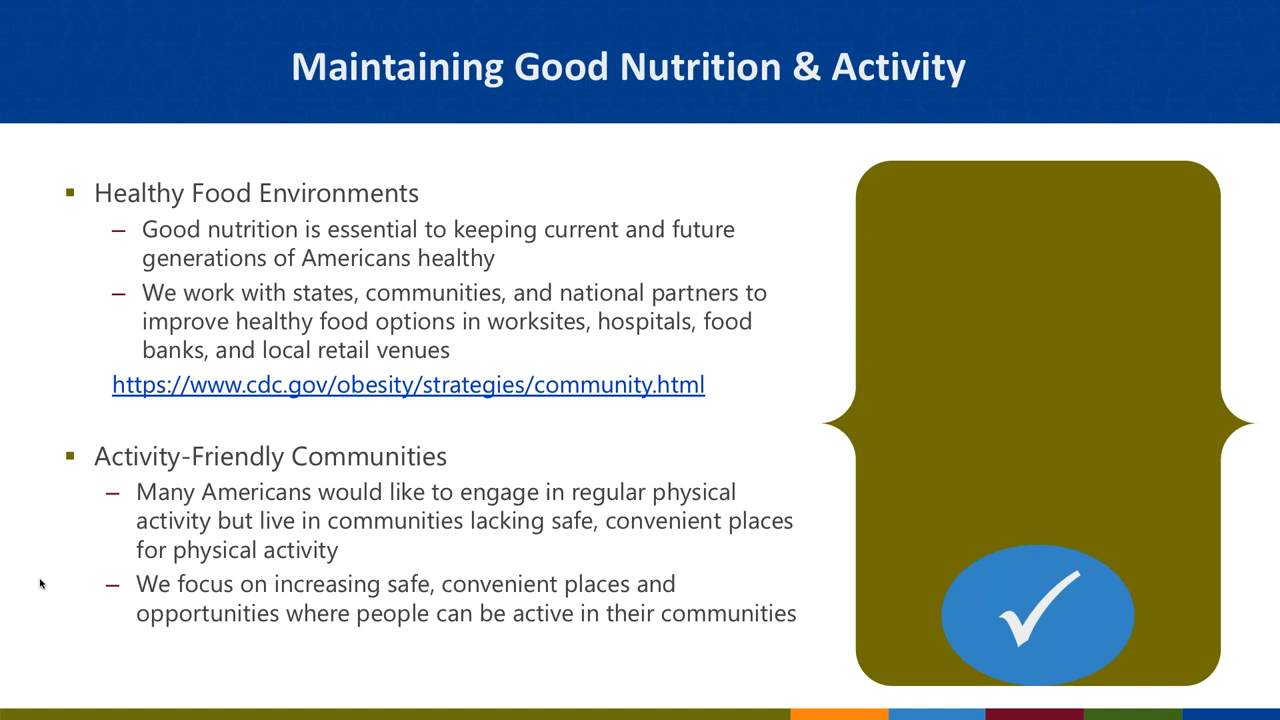 Maintaining Good Nutrition & Activity
Healthy Food Environments
– Good nutrition is essential to keeping current and future
generations of Americans healthy
– We work with states, communities, and national partners to
improve healthy food options in worksites, hospitals, food
banks, and local retail venues
https://www.cdc.gov/obesity/strategies/community.html
Activity-Friendly Communities
– Many Americans would like to engage in regular physical
activity but live in communities lacking safe, convenient places
for physical activity
– We focus on increasing safe, convenient places and
opportunities where people can be active in their communities